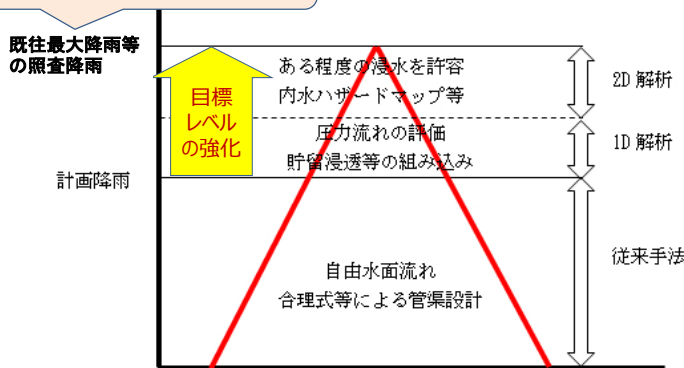 既往最大降雨等
の照査降雨
目標
レベル
の強化
ある程度の浸水を許容
内水ハザードマップ等
2D 解析
圧力流れの評価
貯留浸透等の組み込み
1D 解析
計画降雨
自由水面流れ
合理式等による管渠設計
従来手法